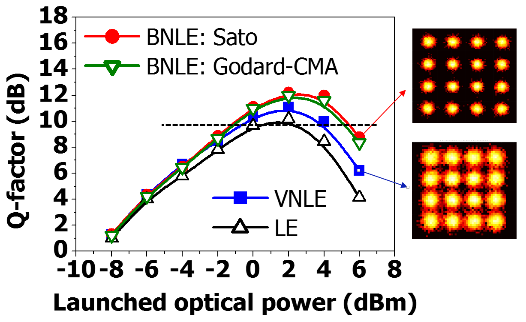 18
16
14
12
10
8
6
4
2
0
Q-factor (dB)
BNLE: Sato
BNLE: Godard-CMA
VNLE
LE
-10 -8 -6 -4 -2 0 2 4 6 8
Launched optical power (dBm)